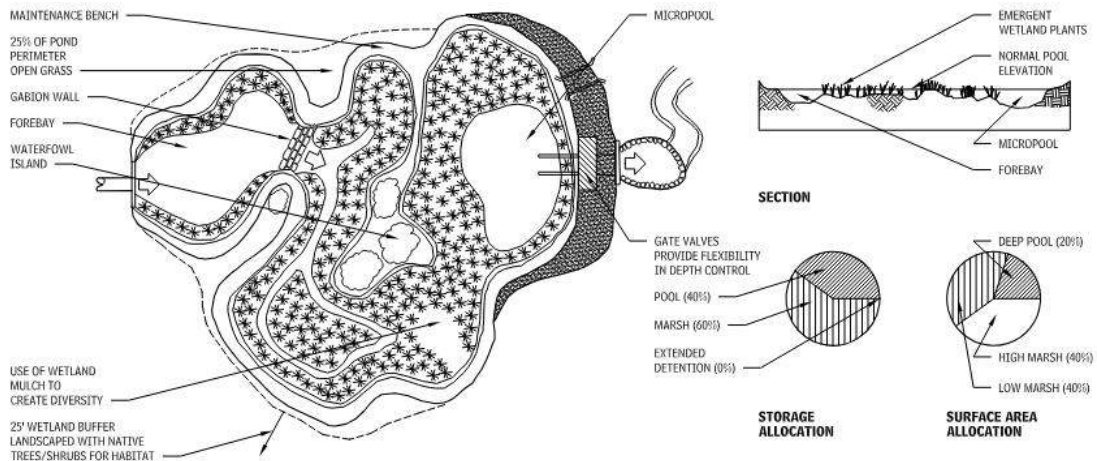 MAINTENANCE BENCH
25% OF POND
PERIMETER
OPEN GRASS
GABION WALL
FOREBAY
WATERFOWL
ISLAND
USE OF WETLAND
MULCH TO
CREATE DIVERSITY
25' WETLAND BUFFER
LANDSCAPED WITH NATIVE
TREES/SHRUBS FOR HABITAT
MICROPOOL
GATE VALVES
PROVIDE FLEXIBILITY
IN DEPTH CONTROL
EMERGENT
WETLAND PLANTS
NORMAL POOL
ELEVATION
MICROPOOL
FOREBAY
SECTION
POOL (40%)
MARSH (60%)
EXTENDED
DETENTION (0%)
STORAGE
ALLOCATION
DEEP POOL (20%)
HIGH MARSH (40%)
LOW MARSH (40%)
SURFACE AREA
ALLOCATION